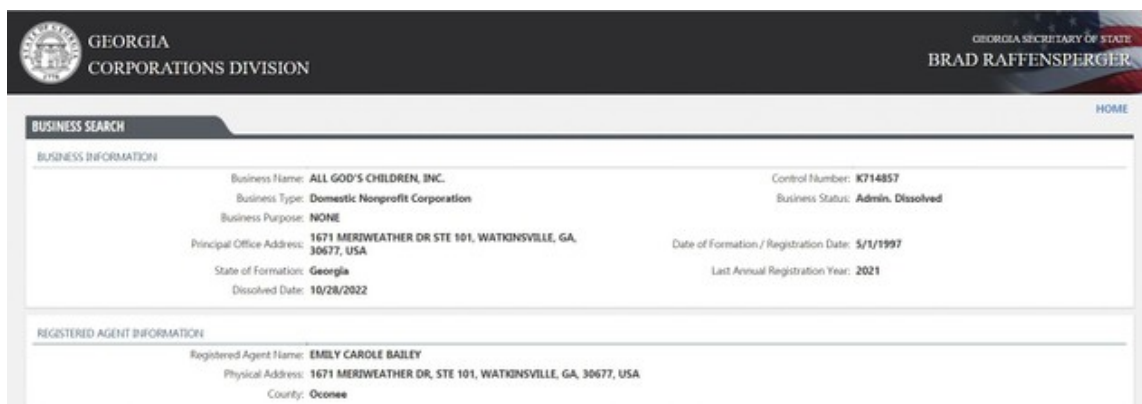 GEORGIA
CORPORATIONS DIVISION
GEORGIA SECRETARY OF STATE
BRAD RAFFENSPERGER
HOME
BUSINESS SEARCH
BUSINESS INFORMATION
Business Name: ALL GOD'S CHILDREN, INC. Control Number: K714857
Business Type: Domestic Nonprofit Corporation Business Status: Admin. Dissolved
Business Purpose: NONE
Principal Office Address: 1671 MERIWEATHER DR STE 101, WATKINSVILLE, GA, 30677, USA Date of Formation / Registration Date: 5/1/1997
State of Formation: Georgia Last Annual Registration Year: 2021
Dissolved Date: 10/28/2022
REGISTERED AGENT INFORMATION
Registered Agent Name: EMILY CAROLE BAILEY
Physical Address: 1671 MERIWEATHER DR, STE 101, WATKINSVILLE, GA, 30677, USA
County: Oconee